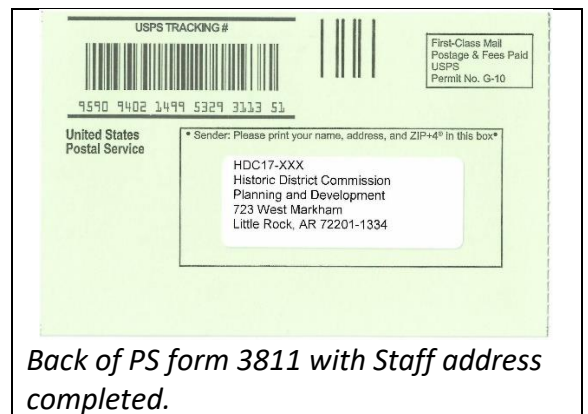 USPS TRACKING #
9590 9402 1499 5329 3113 51
First-Class Mail
Postage & Fees Paid
USPS
Permit No. G-10
United States
Postal Service
• Sender: Please print your name, address, and ZIP+4® in this box•
HDC17-XXX
Historic District Commission
Planning and Development
723 West Markham
Little Rock, AR 72201-1334
Back of PS form 3811 with Staff address
completed.